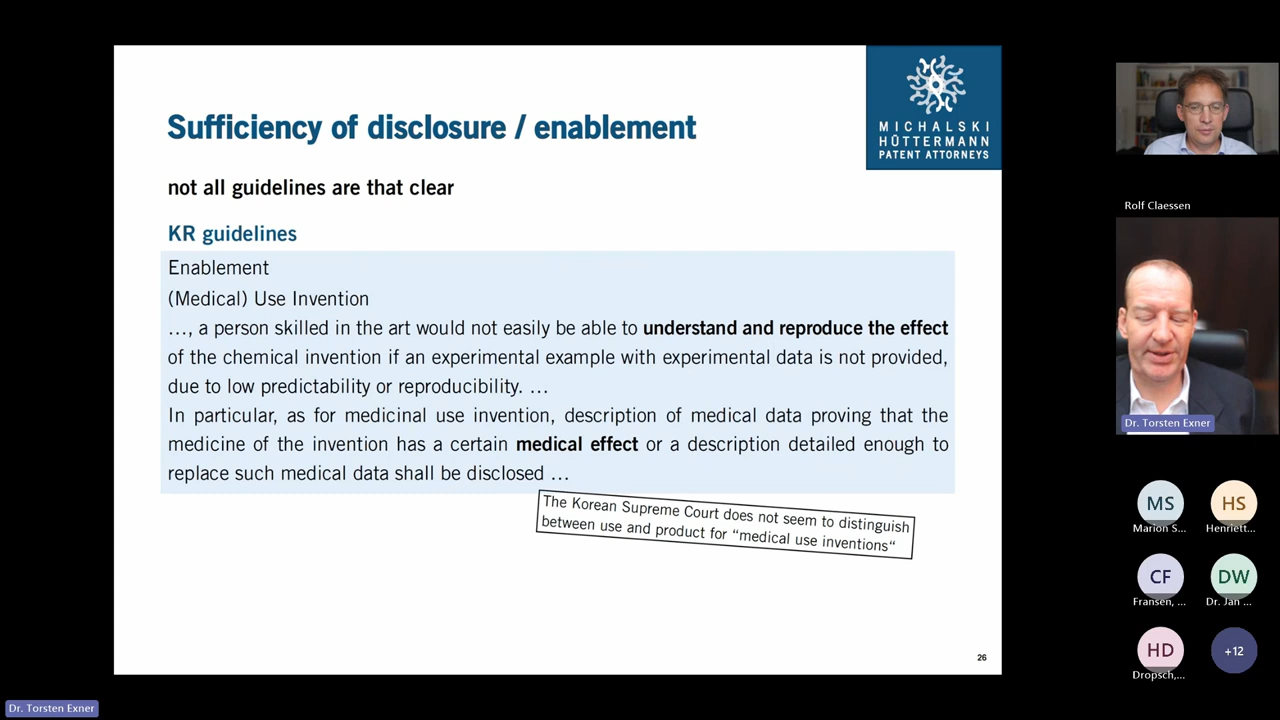 Sufficiency of disclosure / enablement
MICHALSKI
HÜTTERMANN
PATENT ATTORNEYS
not all guidelines are that clear
KR guidelines
Enablement
(Medical) Use Invention
…, a person skilled in the art would not easily be able to understand and reproduce the effect
of the chemical invention if an experimental example with experimental data is not provided,
due to low predictability or reproducibility. …
In particular, as for medicinal use invention, description of medical data proving that the
medicine of the invention has a certain medical effect or a description detailed enough to
replace such medical data shall be disclosed …
The Korean Supreme Court does not seem to distinguish
between use and product for “medical use inventions“
26
Rolf Claessen
Dr. Torsten Exner
MS
HS
Marion S...
Henriett...
CF
DW
Fransen, ...
Dr. Jan ...
HD
+12
Dropsch,...
Dr. Torsten Exner